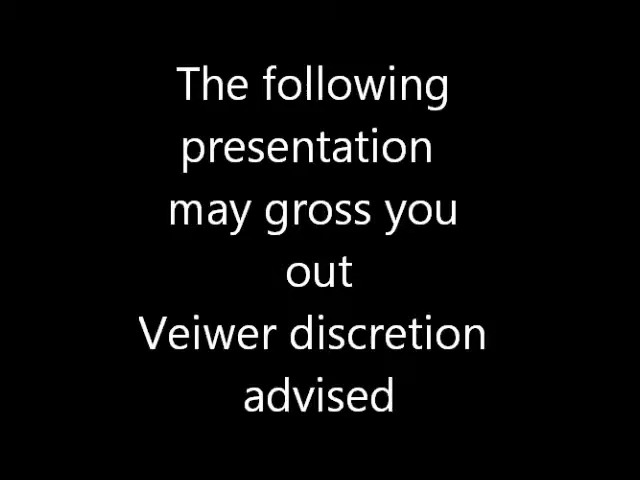 The following
presentation
may gross you
out
Veiwer discretion
advised